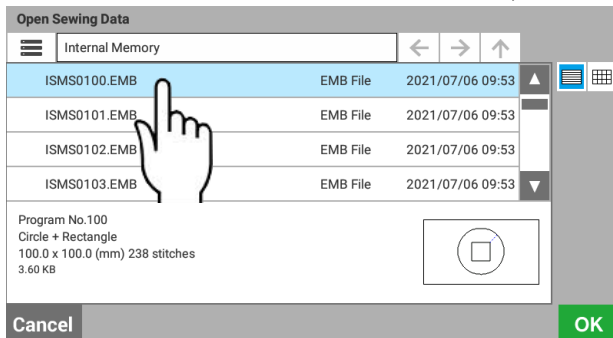 Open Sewing Data
Internal Memory
ISMS0100.EMB EMB File 2021/07/06 09:53
ISMS0101.EMB EMB File 2021/07/06 09:53
ISMS0102.EMB EMB File 2021/07/06 09:53
ISMS0103.EMB EMB File 2021/07/06 09:53
Program No.100
Circle + Rectangle
100.0 x 100.0 (mm) 238 stitches
3.60 KB
Cancel OK